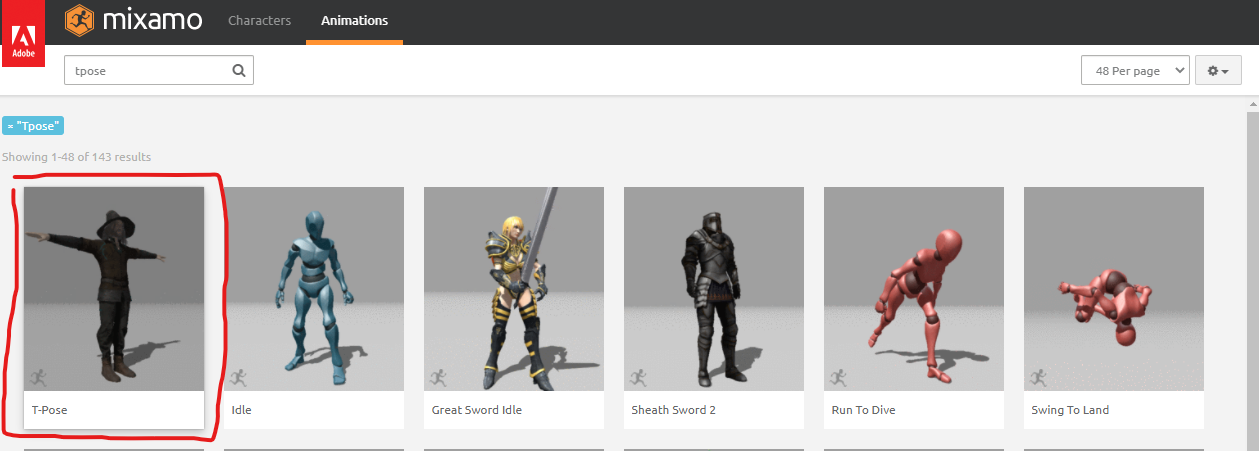 Adobe
mixamo
Characters
Animations
tpose
48 Per page
× "Tpose"
Showing 1-48 of 143 results
T-Pose
Idle
Great Sword Idle
Sheath Sword 2
Run To Dive
Swing To Land